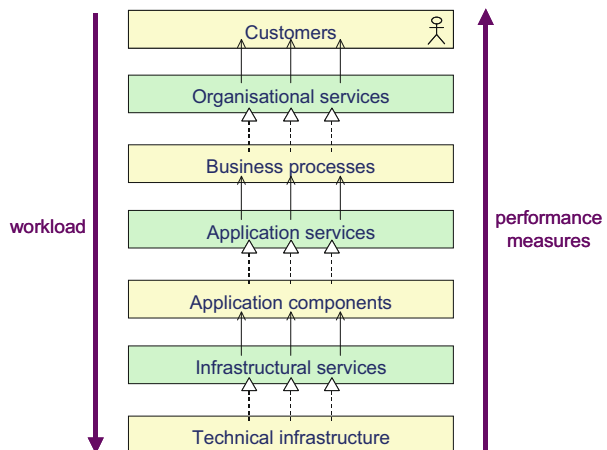 Customers
Organisational services
Business processes
workload
Application services
performance
measures
Application components
Infrastructural services
Technical infrastructure